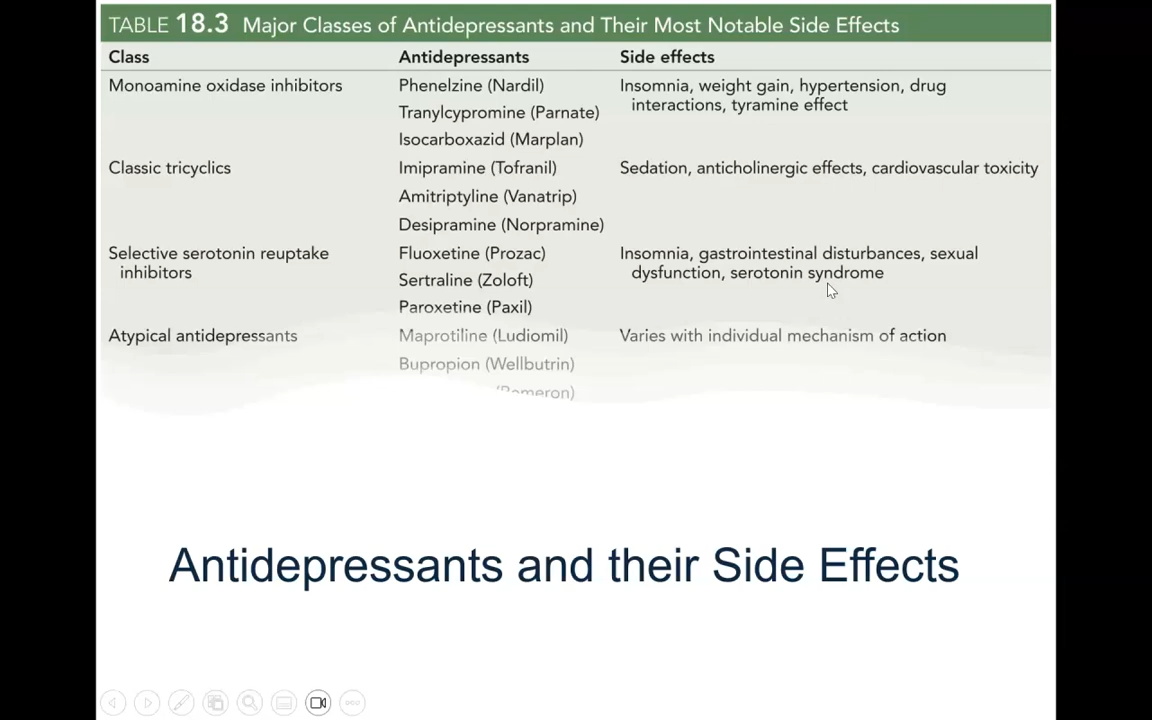 TABLE 18.3 Major Classes of Antidepressants and Their Most Notable Side Effects
Class Antidepressants Side effects
Monoamine oxidase inhibitors Phenelzine (Nardil) Insomnia, weight gain, hypertension, drug
interactions, tyramine effect
Tranylcypromine (Parnate)
Isocarboxazid (Marplan)
Classic tricyclics Imipramine (Tofranil) Sedation, anticholinergic effects, cardiovascular toxicity
Amitriptyline (Vanatrip)
Desipramine (Norpramine)
Selective serotonin reuptake Fluoxetine (Prozac) Insomnia, gastrointestinal disturbances, sexual
inhibitors Sertraline (Zoloft) dysfunction, serotonin syndrome
Paroxetine (Paxil)
Atypical antidepressants Maprotiline (Ludiomil) Varies with individual mechanism of action
Bupropion (Wellbutrin)
Antidepressants and their Side Effects